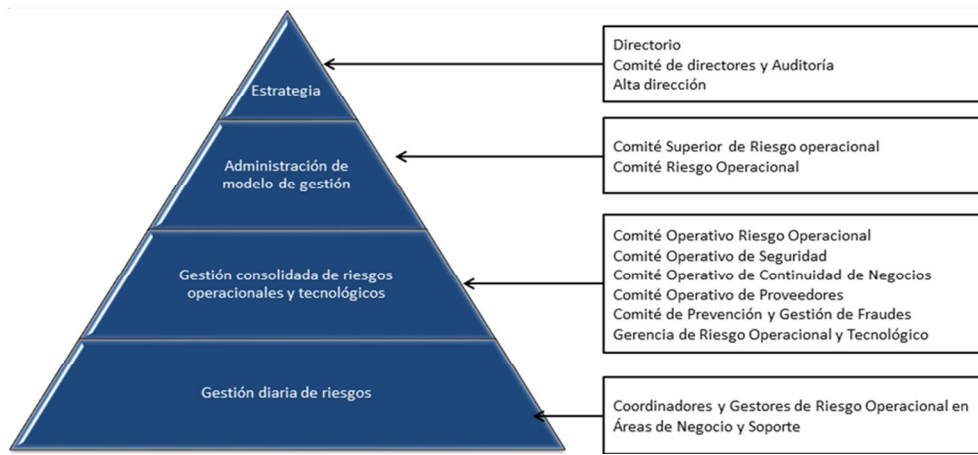 Estrategia
Directorio
Comité de directores y Auditoría
Alta dirección
Administración de
modelo de gestión
Comité Superior de Riesgo operacional
Comité Riesgo Operacional
Gestión consolidada de riesgos
operacionales y tecnológicos
Comité Operativo Riesgo Operacional
Comité Operativo de Seguridad
Comité Operativo de Continuidad de Negocios
Comité Operativo de Proveedores
Comité de Prevención y Gestión de Fraudes
Gerencia de Riesgo Operacional y Tecnológico
Gestión diaria de riesgos
Coordinadores y Gestores de Riesgo Operacional en
Áreas de Negocio y Soporte